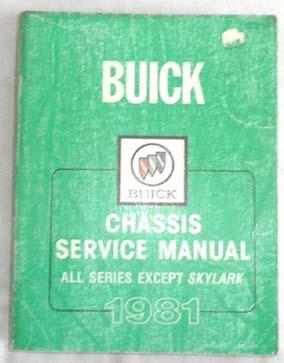 BUICK
BUICK
CHASSIS
SERVICE MANUAL
ALL SERIES EXCEPT SKYLARK
1981